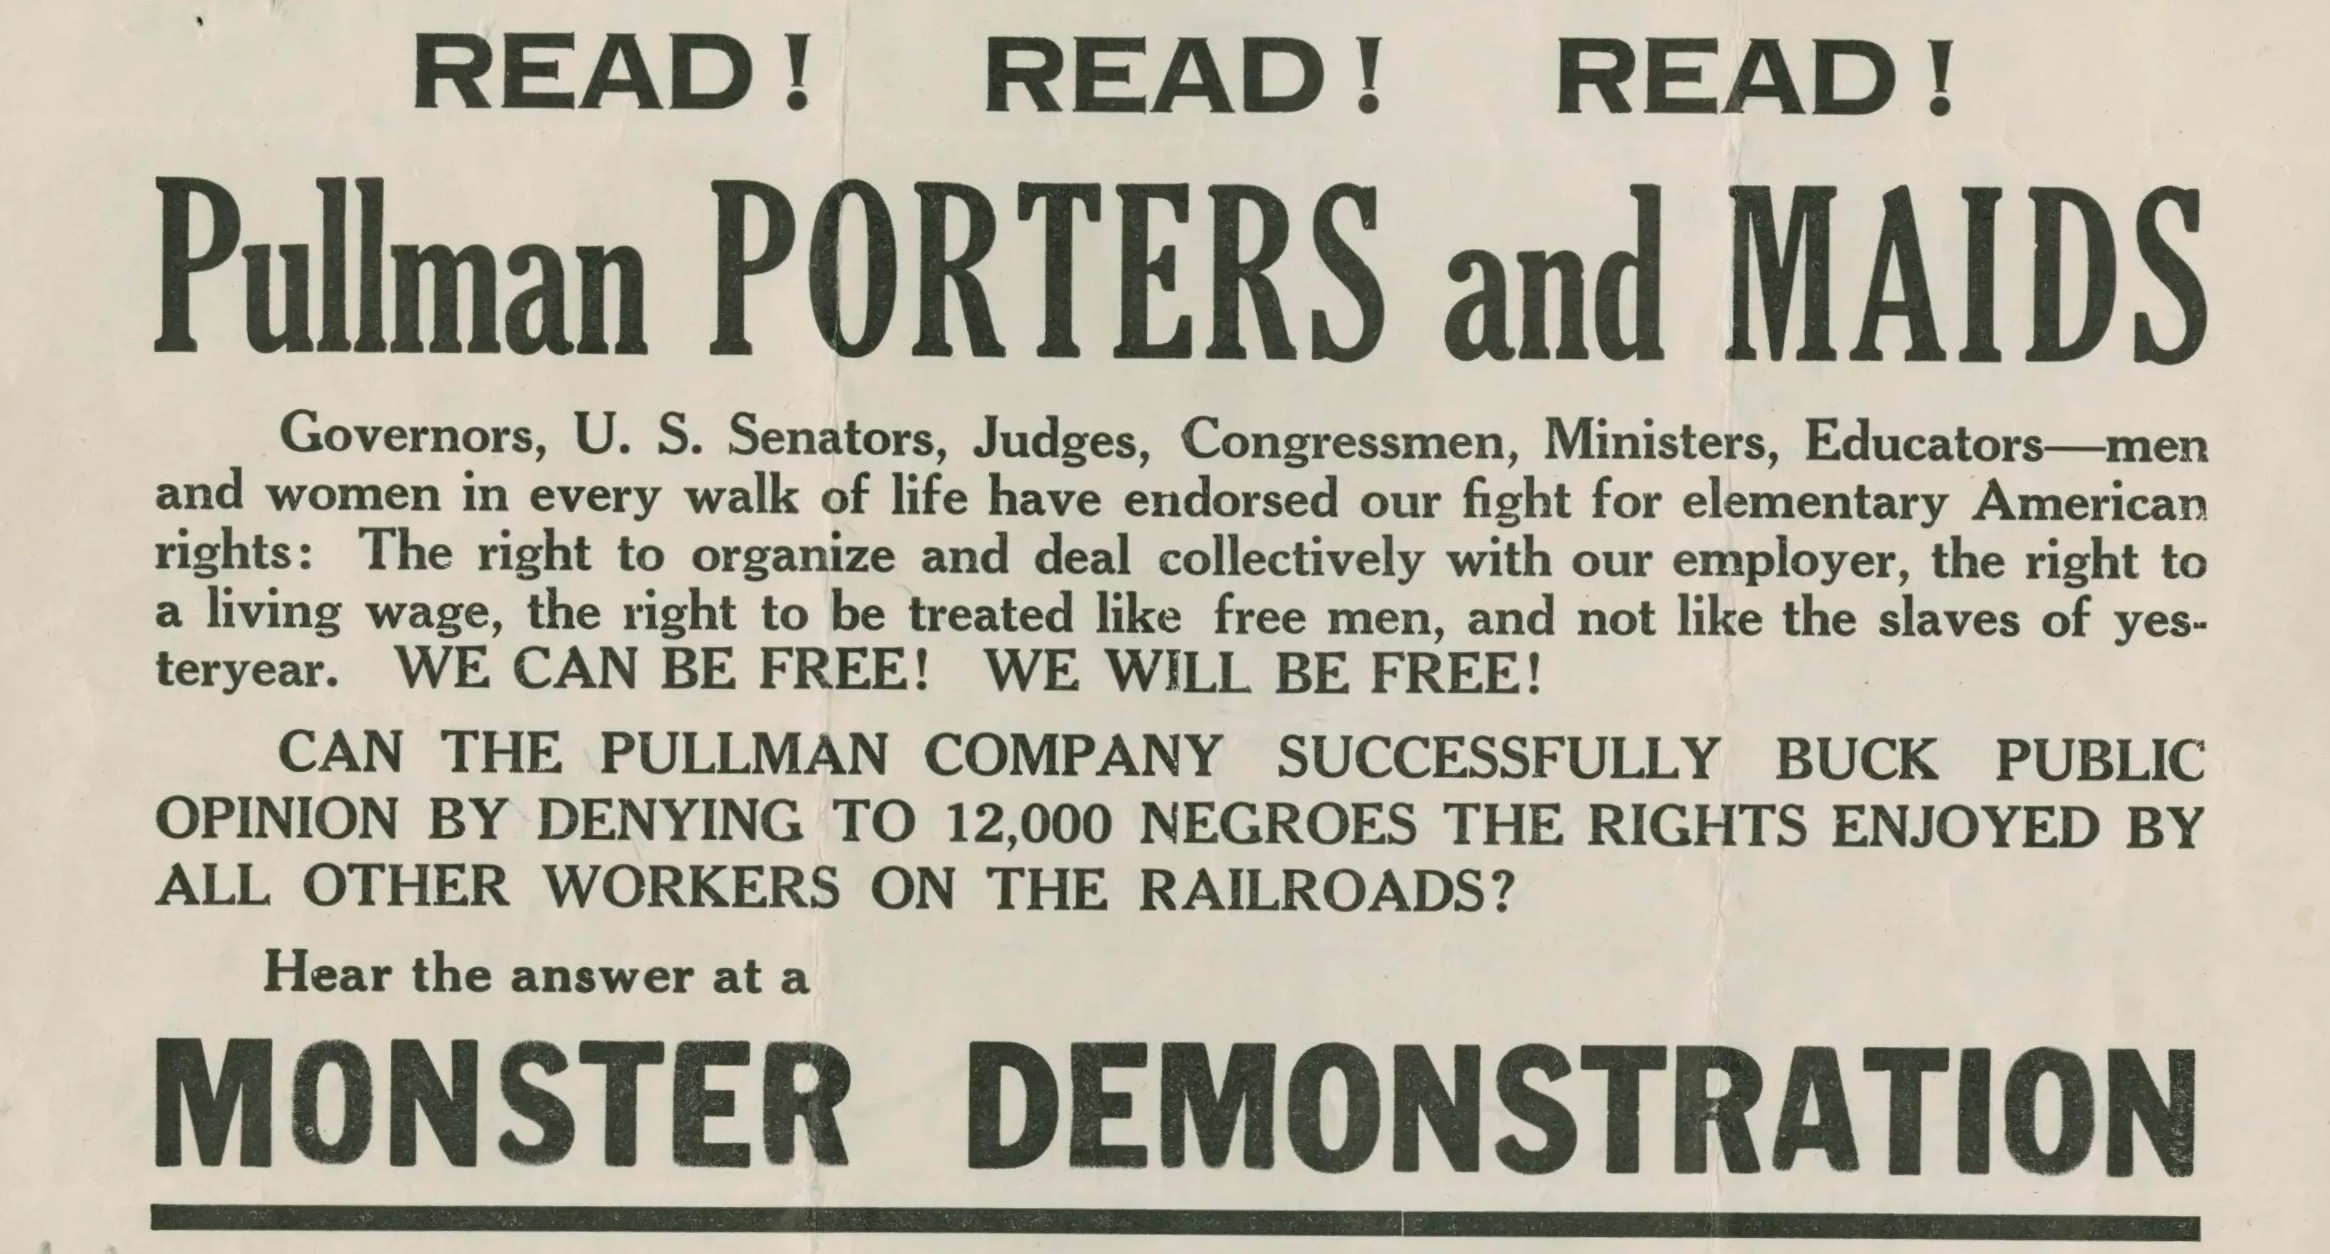 READ! READ! READ!
Pullman PORTERS and MAIDS
Governors, U. S. Senators, Judges, Congressmen, Ministers, Educators—men
and women in every walk of life have endorsed our fight for elementary American
rights: The right to organize and deal collectively with our employer, the right to
a living wage, the right to be treated like free men, and not like the slaves of yes-
teryear. WE CAN BE FREE! WE WILL BE FREE!
CAN THE PULLMAN COMPANY SUCCESSFULLY BUCK PUBLIC
OPINION BY DENYING TO 12,000 NEGROES THE RIGHTS ENJOYED BY
ALL OTHER WORKERS ON THE RAILROADS?
Hear the answer at a
MONSTER DEMONSTRATION